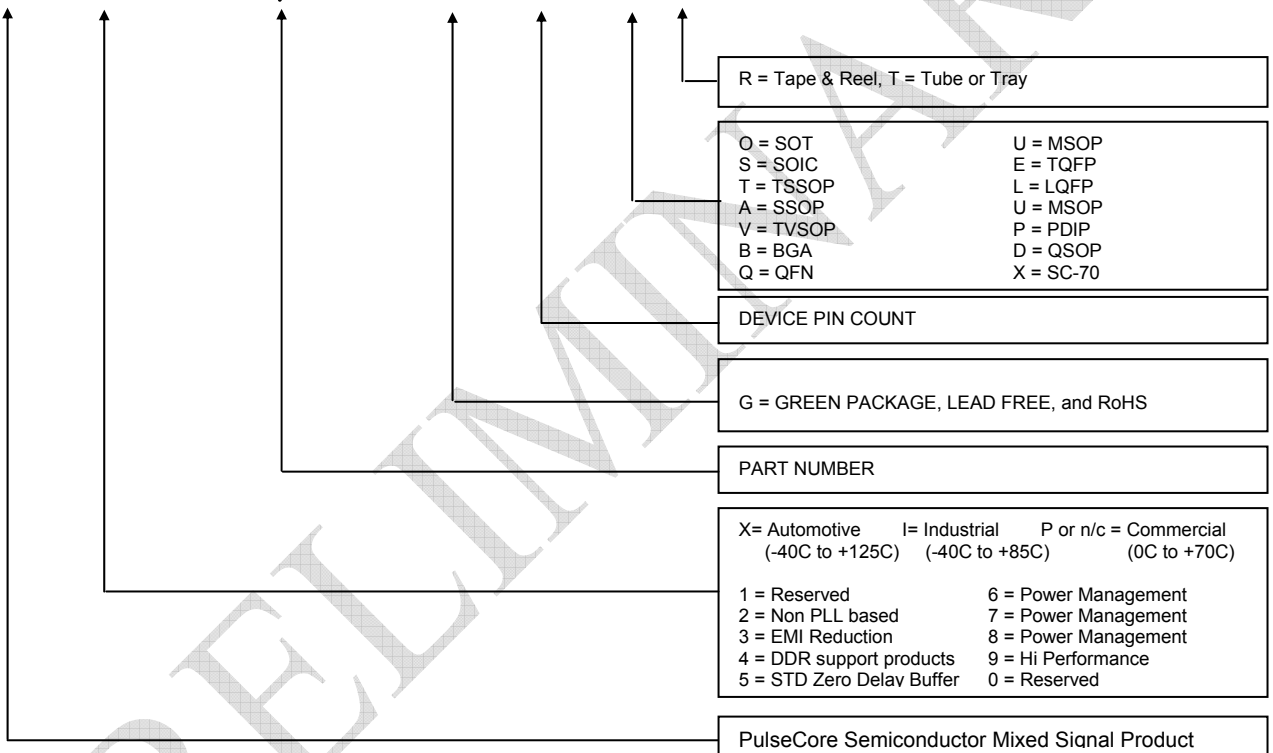 R = Tape & Reel, T = Tube or Tray
O = SOT U = MSOP
S = SOIC E = TQFP
T = TSSOP L = LQFP
A = SSOP U = MSOP
V = TVSOP P = PDIP
B = BGA D = QSOP
Q = QFN X = SC-70
DEVICE PIN COUNT
G = GREEN PACKAGE, LEAD FREE, and RoHS
PART NUMBER
X= Automotive I= Industrial P or n/c = Commercial
(-40C to +125C) (-40C to +85C) (0C to +70C)
1 = Reserved 6 = Power Management
2 = Non PLL based 7 = Power Management
3 = EMI Reduction 8 = Power Management
4 = DDR support products 9 = Hi Performance
5 = STD Zero Delay Buffer 0 = Reserved
PulseCore Semiconductor Mixed Signal Product
PRELIMINAR